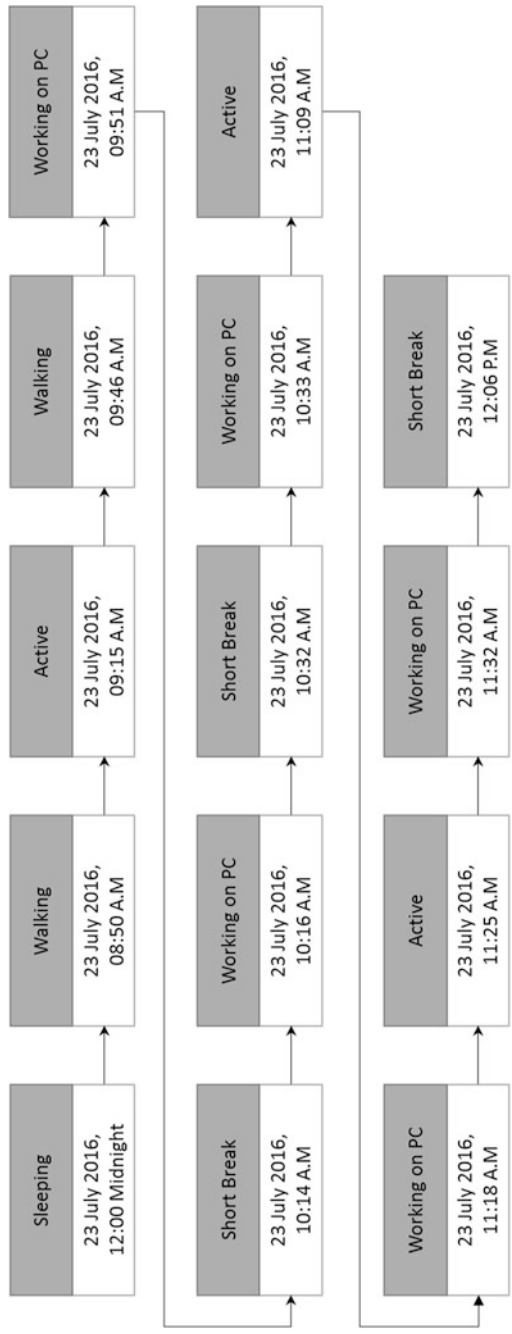 Sleeping
23 July 2016,
12:00 Midnight
Walking
23 July 2016,
08:50 A.M
Active
23 July 2016,
09:15 A.M
Walking
23 July 2016,
09:46 A.M
Working on PC
23 July 2016,
09:51 A.M
Short Break
23 July 2016,
10:14 A.M
Working on PC
23 July 2016,
10:16 A.M
Short Break
23 July 2016,
10:32 A.M
Working on PC
23 July 2016,
10:33 A.M
Active
23 July 2016,
11:09 A.M
Working on PC
23 July 2016,
11:18 A.M
Active
23 July 2016,
11:25 A.M
Working on PC
23 July 2016,
11:32 A.M
Short Break
23 July 2016,
12:06 P.M